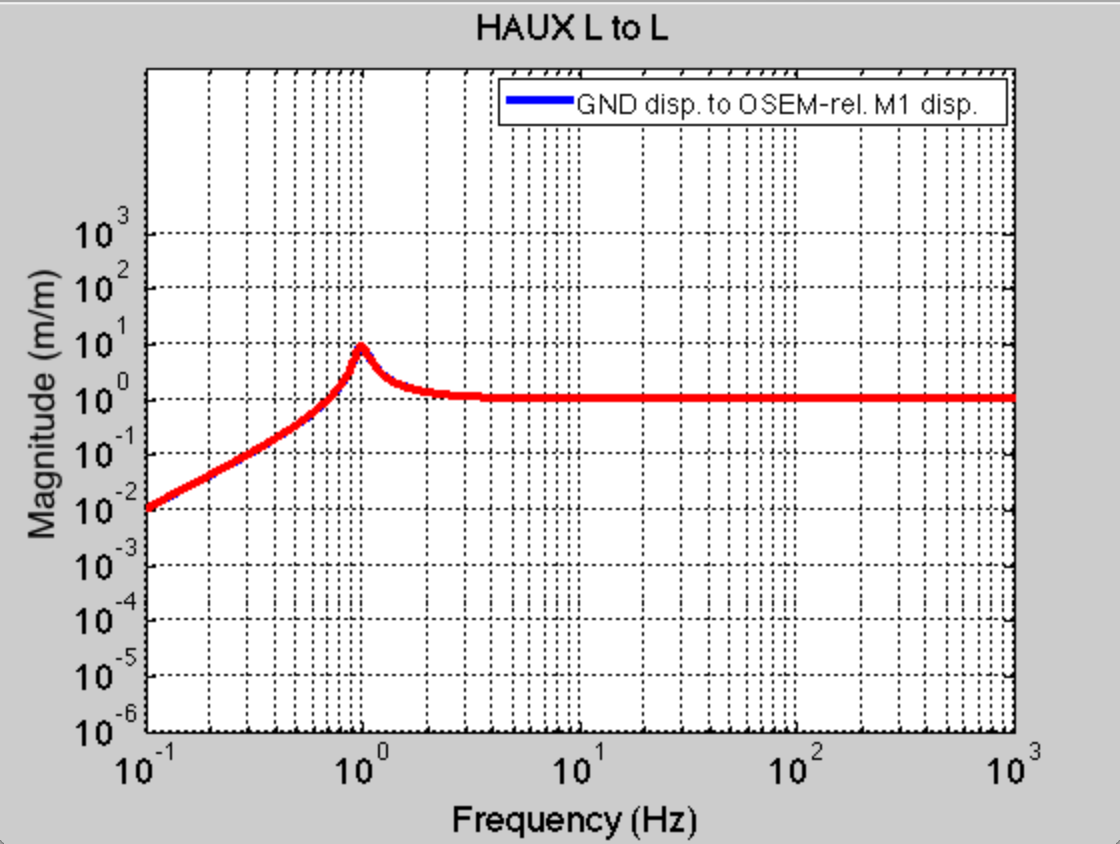 HAUX L to L
GND disp. to OSEM-rel. M1 disp.
10^3
10^2
10^1
10^0
10^-1
10^-2
10^-3
10^-4
10^-5
10^-6
Magnitude (m/m)
10^-1 10^0 10^1 10^2 10^3
Frequency (Hz)